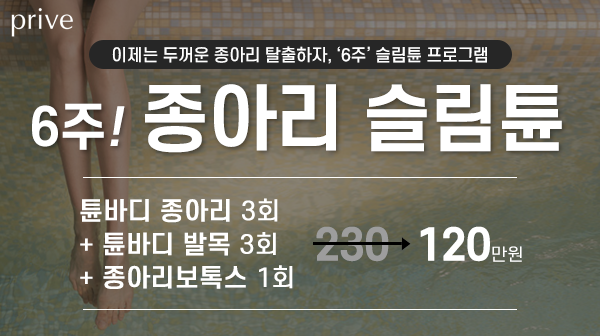 prive
이제는 두꺼운 종아리 탈출하자, ‘6주’ 슬림튠 프로그램
6주! 종아리 슬림튠
튠바디 종아리 3회
+ 튠바디 발목 3회
+ 종아리보톡스 1회
230 120만원